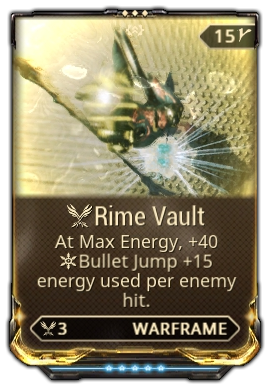 15
Rime Vault
At Max Energy, +40
Bullet Jump +15
energy used per enemy
hit.
3 WARFRAME